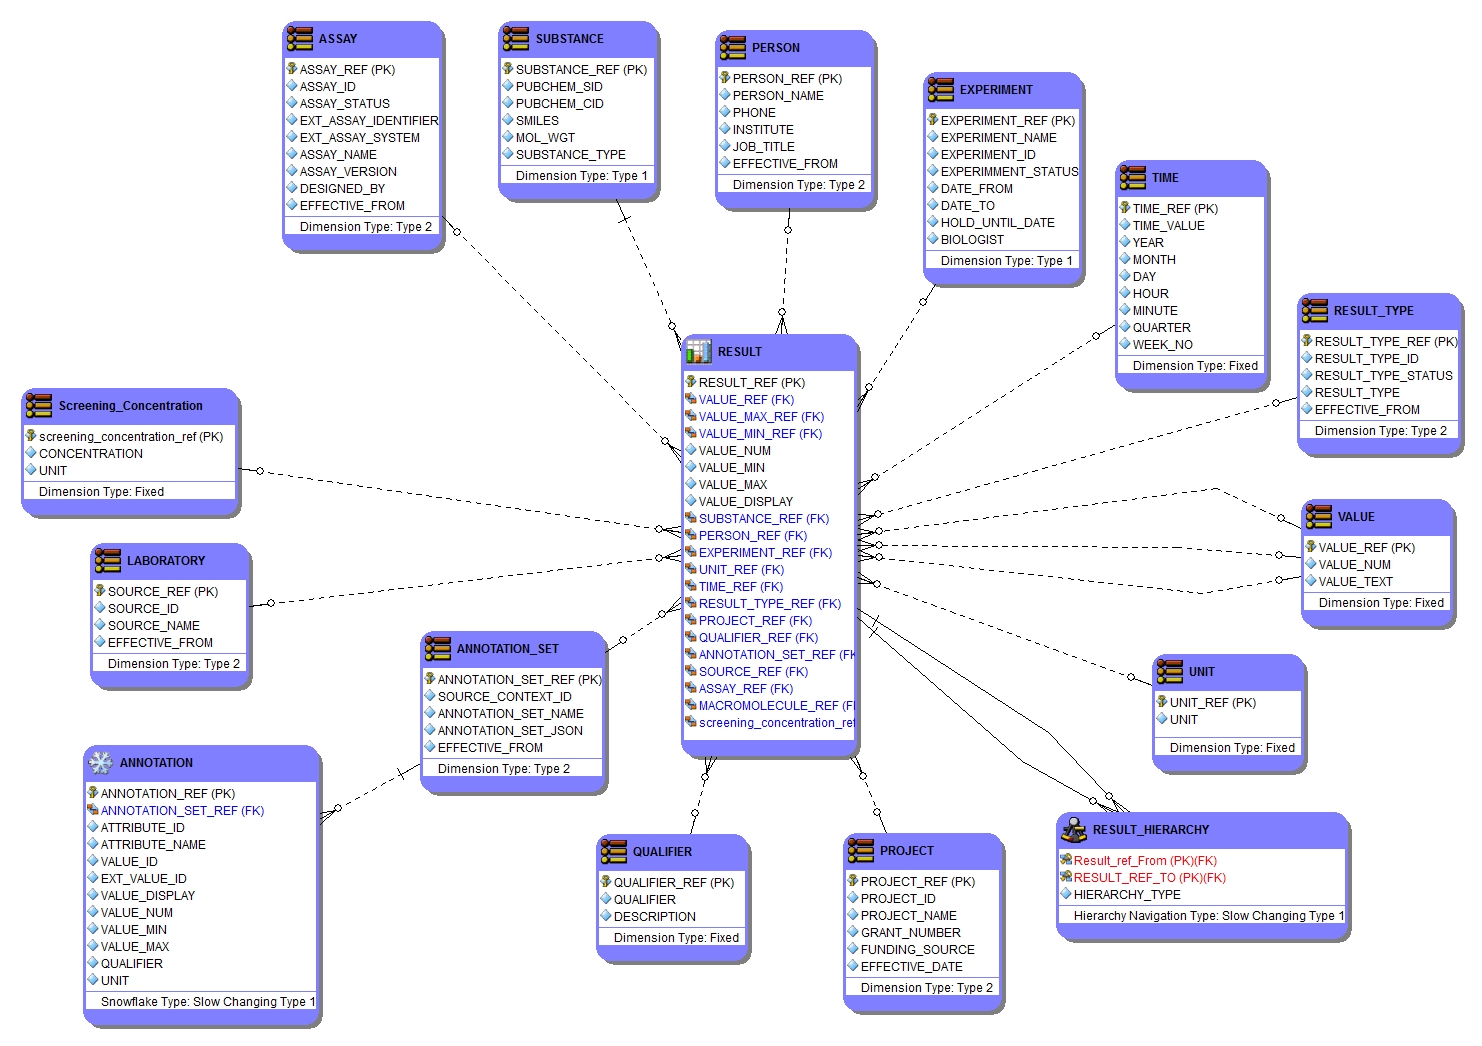 ASSAY
ASSAY_REF (PK)
ASSAY_ID
ASSAY_STATUS
EXT_ASSAY_IDENTIFIER
EXT_ASSAY_SYSTEM
ASSAY_NAME
ASSAY_VERSION
DESIGNED_BY
EFFECTIVE_FROM
Dimension Type: Type 2
SUBSTANCE
SUBSTANCE_REF (PK)
PUBCHEM_SID
PUBCHEM_CID
SMILES
MOL_WGT
SUBSTANCE_TYPE
Dimension Type: Type 1
PERSON
PERSON_REF (PK)
PERSON_NAME
PHONE
INSTITUTE
JOB_TITLE
EFFECTIVE_FROM
Dimension Type: Type 2
EXPERIMENT
EXPERIMENT_REF (PK)
EXPERIMENT_NAME
EXPERIMENT_ID
EXPERIMMENT_STATUS
DATE_FROM
DATE_TO
HOLD_UNTIL_DATE
BIOLOGIST
Dimension Type: Type 1
TIME
TIME_REF (PK)
TIME_VALUE
YEAR
MONTH
DAY
HOUR
MINUTE
QUARTER
WEEK_NO
Dimension Type: Fixed
RESULT_TYPE
RESULT_TYPE_REF (PK)
RESULT_TYPE_ID
RESULT_TYPE_STATUS
RESULT_TYPE
EFFECTIVE_FROM
Dimension Type: Type 2
RESULT
RESULT_REF (PK)
VALUE_REF (FK)
VALUE_MAX_REF (FK)
VALUE_MIN_REF (FK)
VALUE_NUM
VALUE_MIN
VALUE_MAX
VALUE_DISPLAY
SUBSTANCE_REF (FK)
PERSON_REF (FK)
EXPERIMENT_REF (FK)
UNIT_REF (FK)
TIME_REF (FK)
RESULT_TYPE_REF (FK)
PROJECT_REF (FK)
QUALIFIER_REF (FK)
ANNOTATION_SET_REF (FK
SOURCE_REF (FK)
ASSAY_REF (FK)
MACROMOLECULE_REF (F
screening_concentration_ref
Screening_Concentration
screening_concentration_ref (PK)
CONCENTRATION
UNIT
Dimension Type: Fixed
LABORATORY
SOURCE_REF (PK)
SOURCE_ID
SOURCE_NAME
EFFECTIVE_FROM
Dimension Type: Type 2
VALUE
VALUE_REF (PK)
VALUE_NUM
VALUE_TEXT
Dimension Type: Fixed
ANNOTATION_SET
ANNOTATION_SET_REF (PK)
SOURCE_CONTEXT_ID
ANNOTATION_SET_NAME
ANNOTATION_SET_JSON
EFFECTIVE_FROM
Dimension Type: Type 2
UNIT
UNIT_REF (PK)
UNIT
Dimension Type: Fixed
ANNOTATION
ANNOTATION_REF (PK)
ANNOTATION_SET_REF (FK)
ATTRIBUTE_ID
ATTRIBUTE_NAME
VALUE_ID
EXT_VALUE_ID
VALUE_DISPLAY
VALUE_NUM
VALUE_MIN
VALUE_MAX
QUALIFIER
UNIT
Snowflake Type: Slow Changing Type 1
QUALIFIER
QUALIFIER_REF (PK)
QUALIFIER
DESCRIPTION
Dimension Type: Fixed
PROJECT
PROJECT_REF (PK)
PROJECT_ID
PROJECT_NAME
GRANT_NUMBER
FUNDING_SOURCE
EFFECTIVE_DATE
Dimension Type: Type 2
RESULT_HIERARCHY
Result_ref_From (PK)(FK)
RESULT_REF_TO (PK)(FK)
HIERARCHY_TYPE
Hierarchy Navigation Type: Slow Changing Type 1